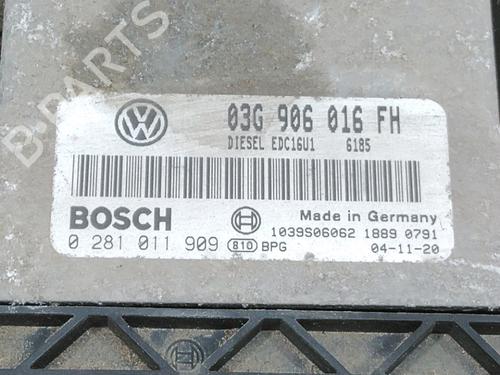 B-PARTS
VW
03G 906 016 FH
DIESEL EDC16U1 6185
BOSCH
Made in Germany
1039S06062 1889 0791
0 281 011 909 810 BPG 04-11-20